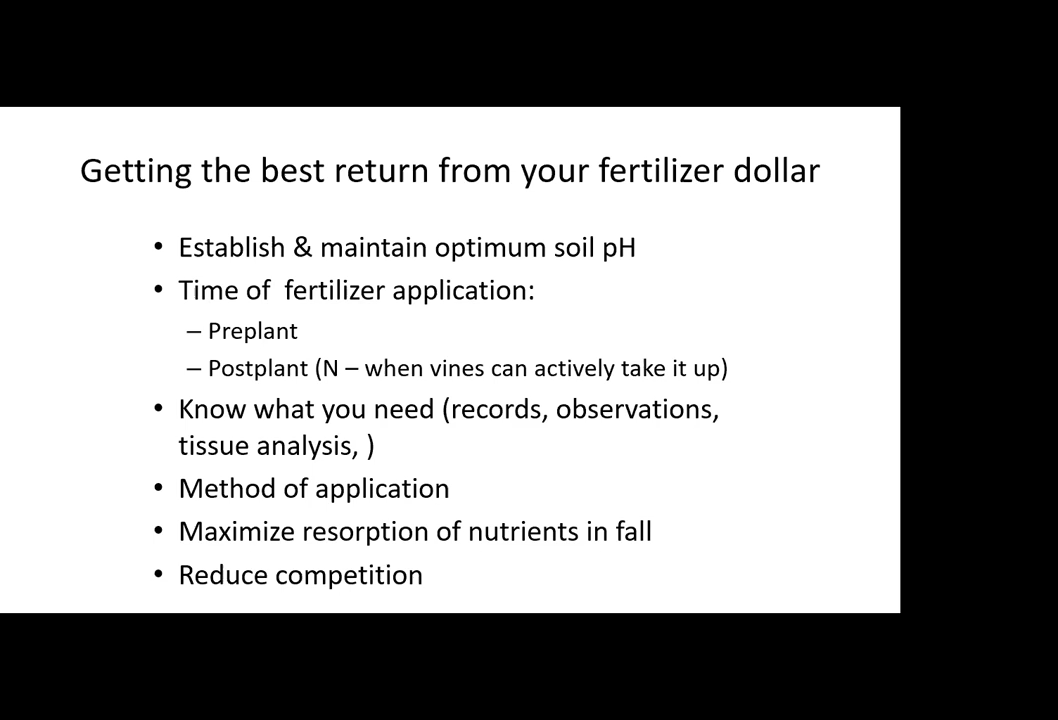 Getting the best return from your fertilizer dollar
• Establish & maintain optimum soil pH
• Time of  fertilizer application:
– Preplant
– Postplant (N – when vines can actively take it up)
• Know what you need (records, observations,
tissue analysis, )
• Method of application
• Maximize resorption of nutrients in fall
• Reduce competition